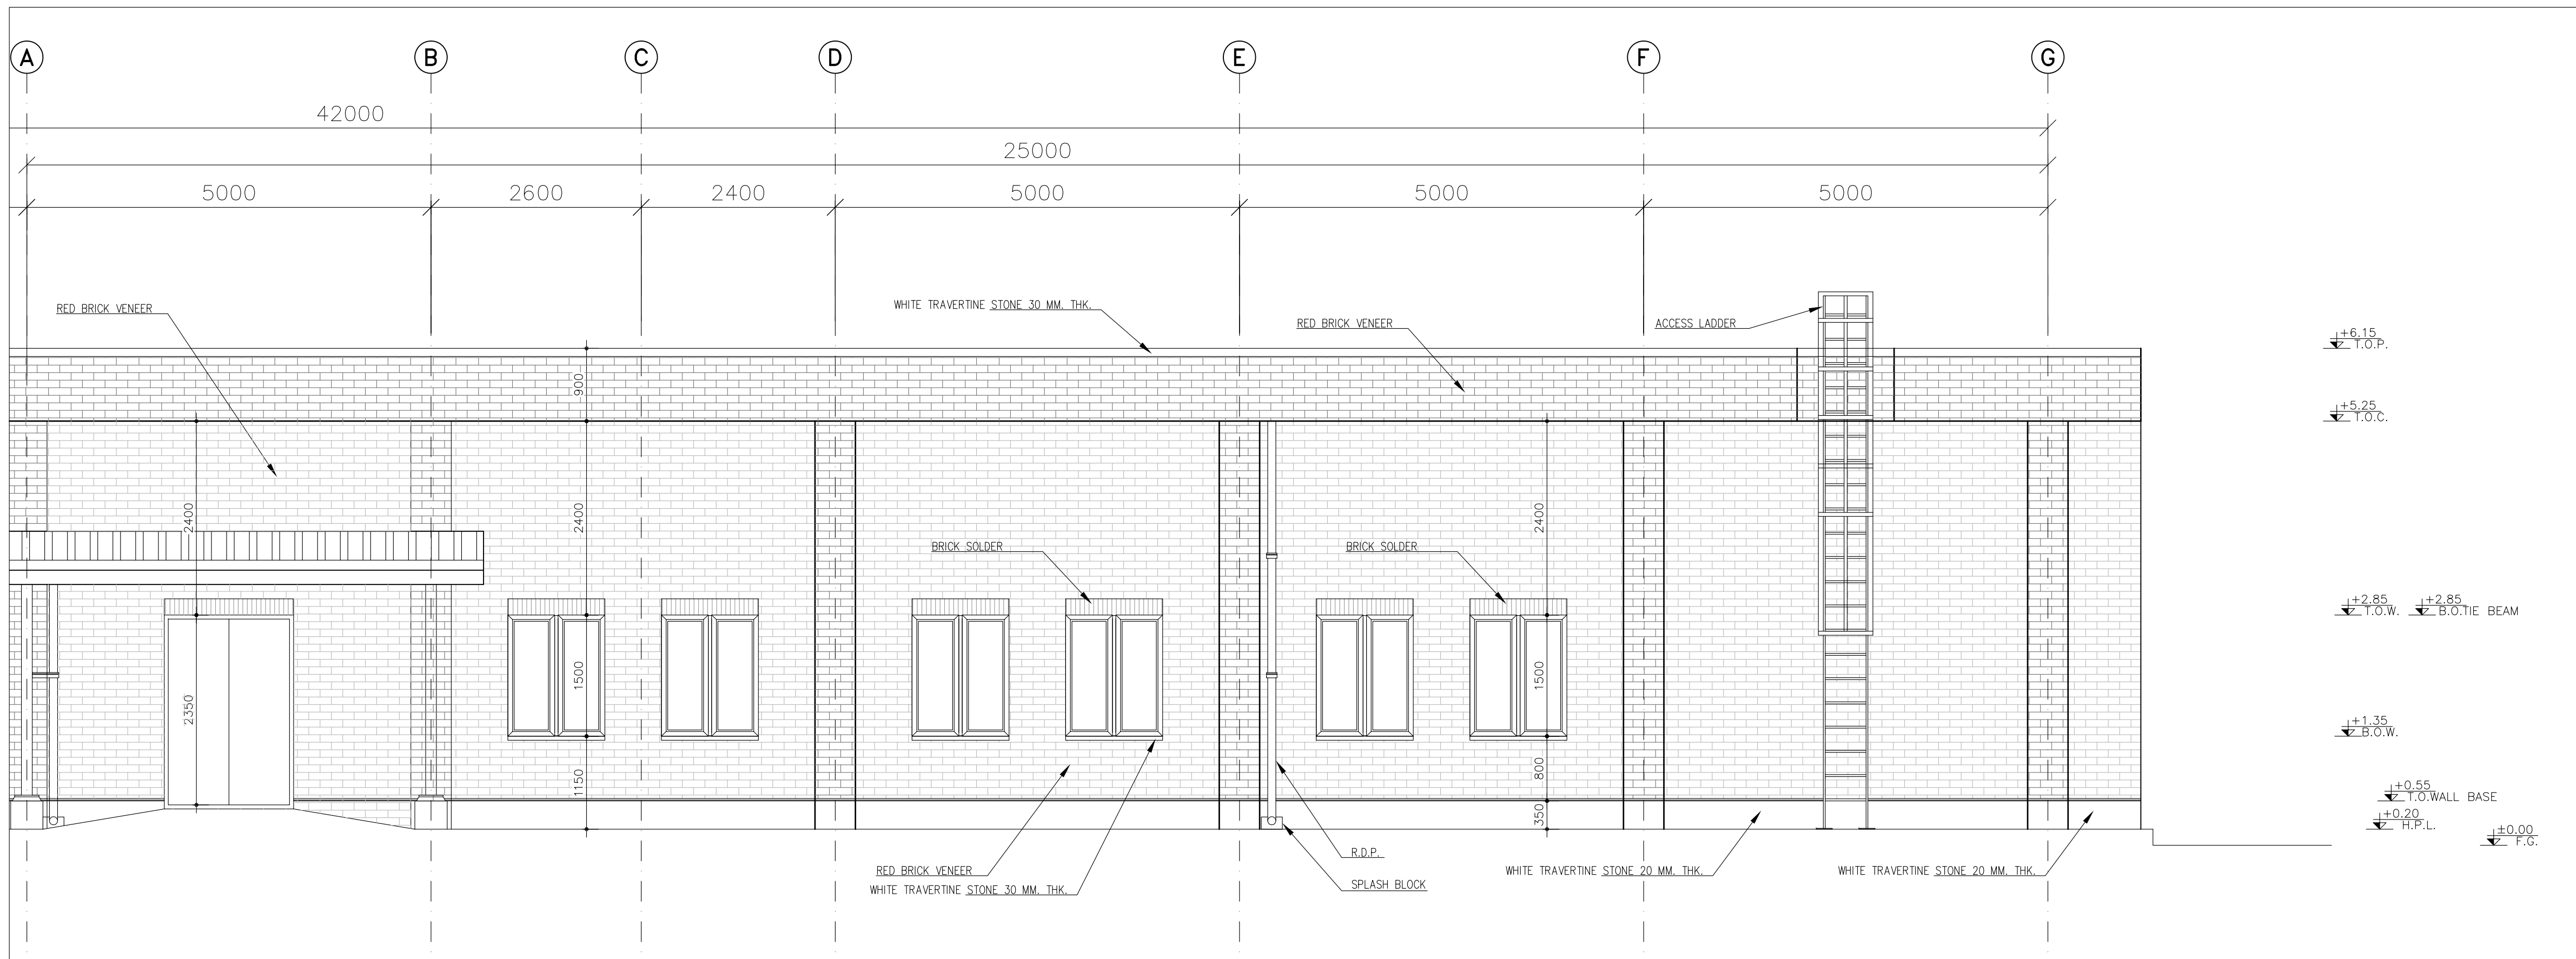 A
B
C
D
E
F
G
42000
25000
5000
2600
2400
5000
5000
5000
RED BRICK VENEER
WHITE TRAVERTINE STONE 30 MM. THK.
RED BRICK VENEER
ACCESS LADDER
+6.15
T.O.P.
900
+5.25
T.O.C.
2400
2400
2400
BRICK SOLDER
BRICK SOLDER
+2.85
T.O.W.
+2.85
B.O.TIE BEAM
2350
1500
1500
+1.35
B.O.W.
1150
800
350
+0.55
T.O.WALL BASE
+0.20
H.P.L.
±0.00
F.G.
R.D.P.
RED BRICK VENEER
WHITE TRAVERTINE STONE 30 MM. THK.
SPLASH BLOCK
WHITE TRAVERTINE STONE 20 MM. THK.
WHITE TRAVERTINE STONE 20 MM. THK.